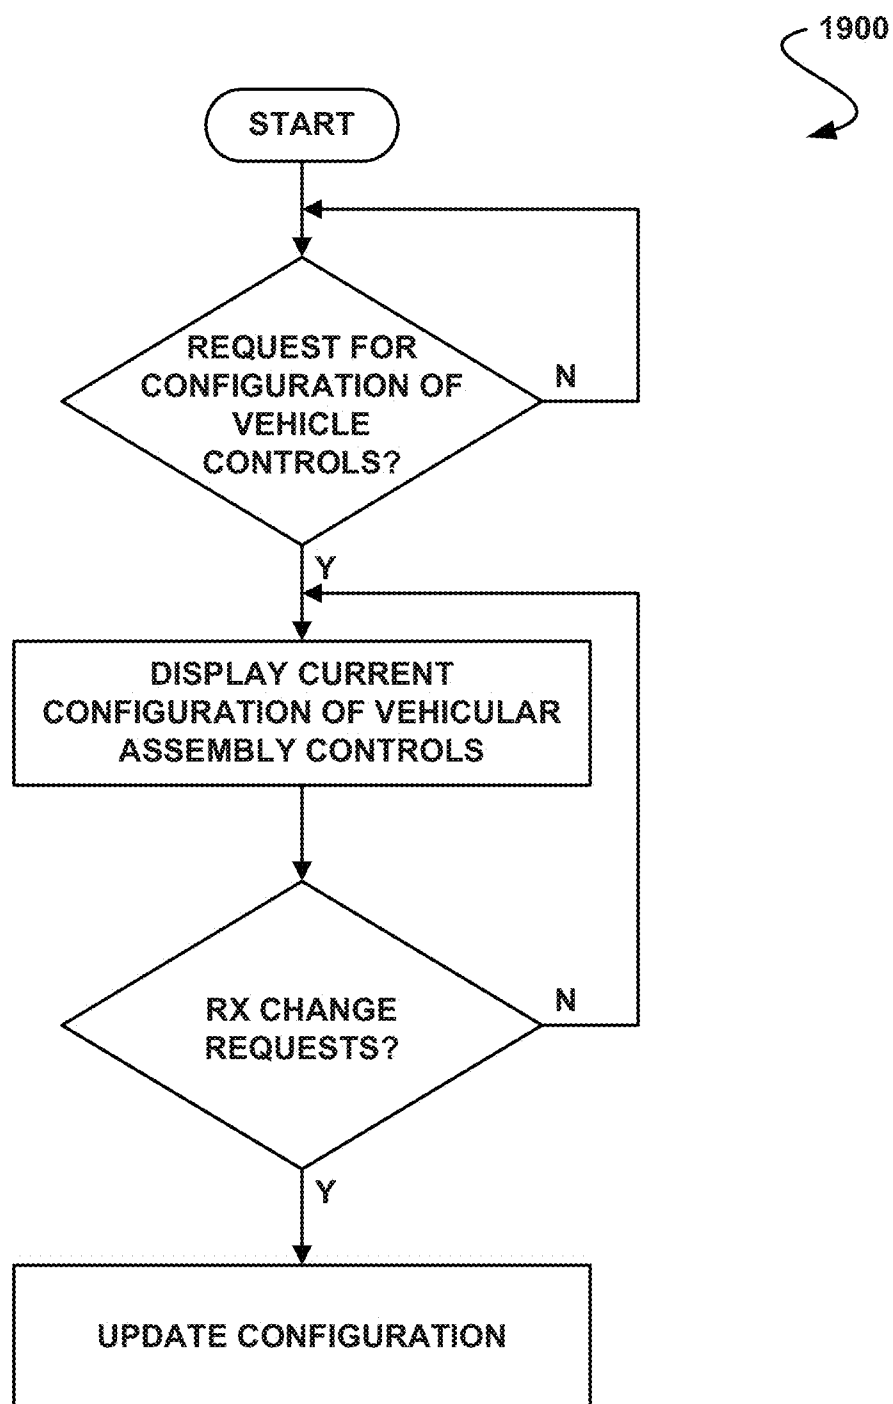 1900
START
REQUEST FOR
CONFIGURATION OF
VEHICLE
CONTROLS?
N
Y
DISPLAY CURRENT
CONFIGURATION OF VEHICULAR
ASSEMBLY CONTROLS
RX CHANGE
REQUESTS?
N
Y
UPDATE CONFIGURATION